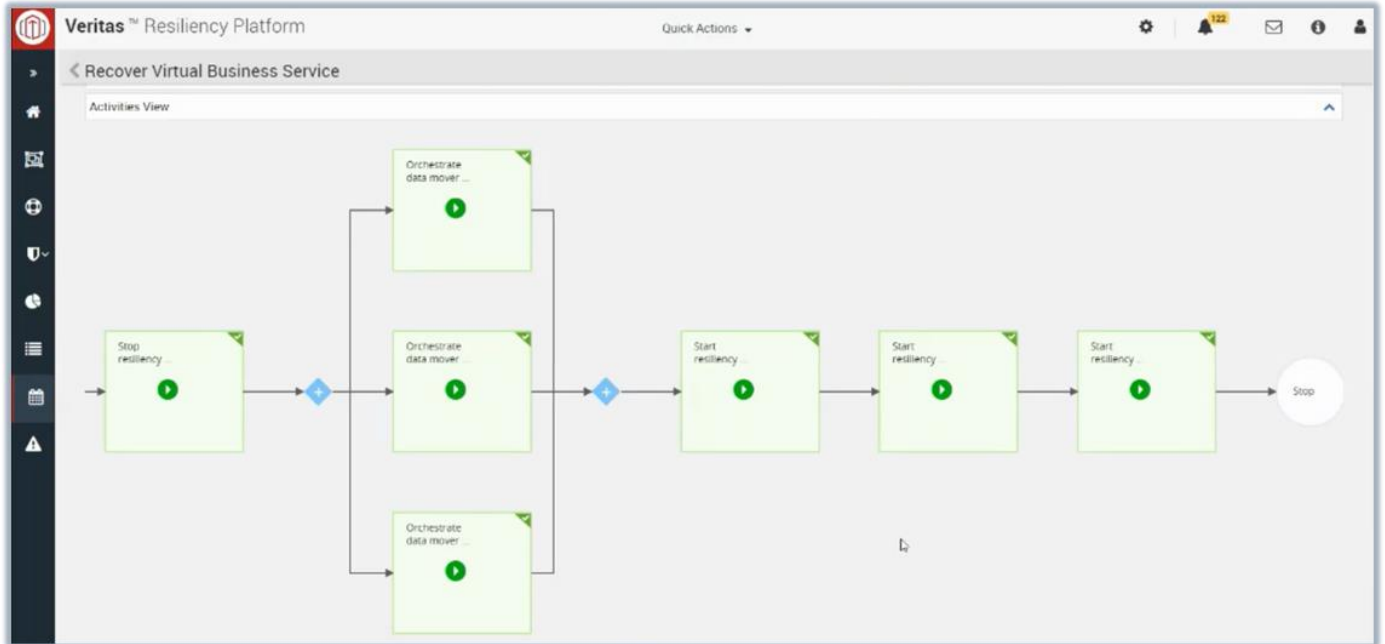 Veritas ™ Resiliency Platform
Quick Actions
122
Recover Virtual Business Service
Activities View
Orchestrate
data mover ...
Stop
resiliency ...
Orchestrate
data mover ...
Start
resiliency ...
Start
resiliency ...
Start
resiliency ...
Stop
Orchestrate
data mover ...